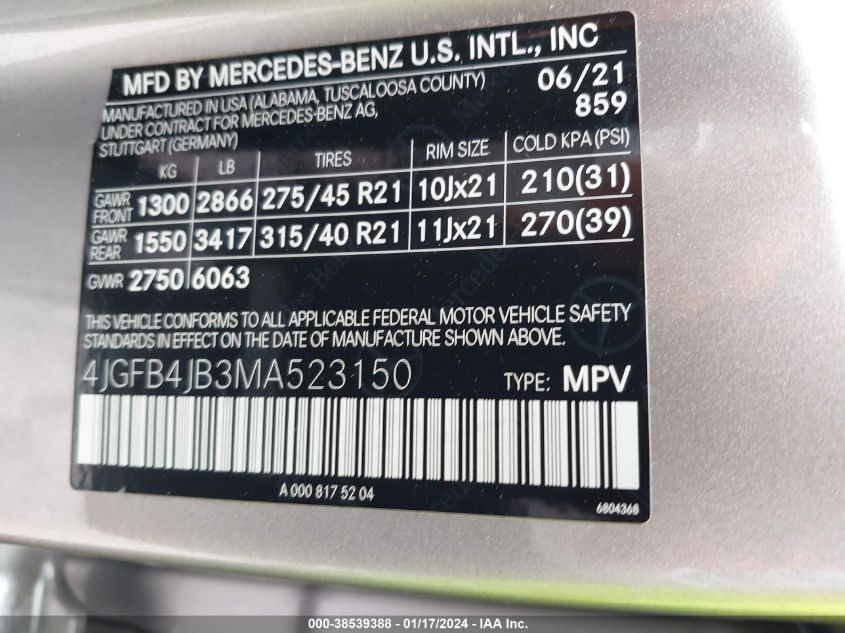 MFD BY MERCEDES-BENZ U.S. INTL., INC
MANUFACTURED IN USA (ALABAMA, TUSCALOOSA COUNTY) 06/21
UNDER CONTRACT FOR MERCEDES-BENZ AG, 859
STUTTGART (GERMANY)
KG LB TIRES RIM SIZE COLD KPA (PSI)
GAWR FRONT 1300 2866 275/45 R21 10Jx21 210(31)
GAWR REAR 1550 3417 315/40 R21 11Jx21 270(39)
GVWR 2750 6063
THIS VEHICLE CONFORMS TO ALL APPLICABLE FEDERAL MOTOR VEHICLE SAFETY
STANDARDS IN EFFECT ON THE DATE OF MANUFACTURE SHOWN ABOVE.
4JGFB4JB3MA523150 TYPE: MPV
A 000 817 52 04
6804368
000-38539388 - 01/17/2024 - IAA Inc.